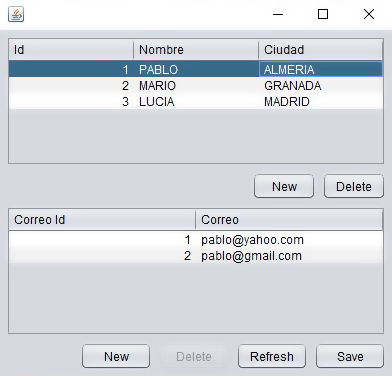 Id Nombre Ciudad
1 PABLO ALMERIA
2 MARIO GRANADA
3 LUCIA MADRID
New Delete
Correo Id Correo
1 pablo@yahoo.com
2 pablo@gmail.com
New Delete Refresh Save